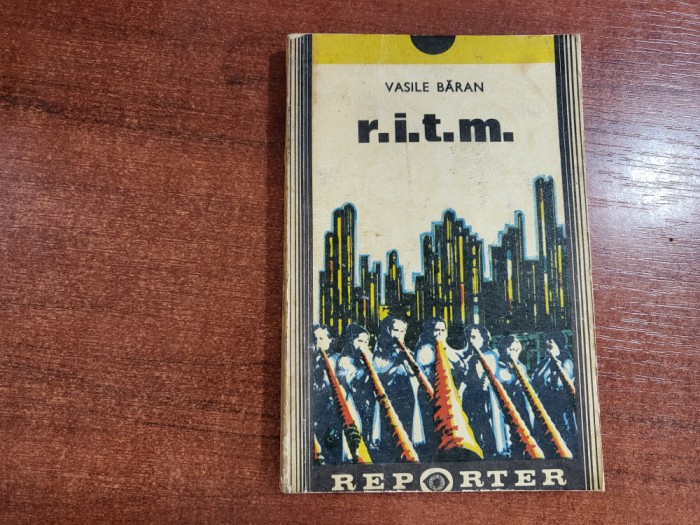 VASILE BĂRAN
r.i.t.m.
REPORTER